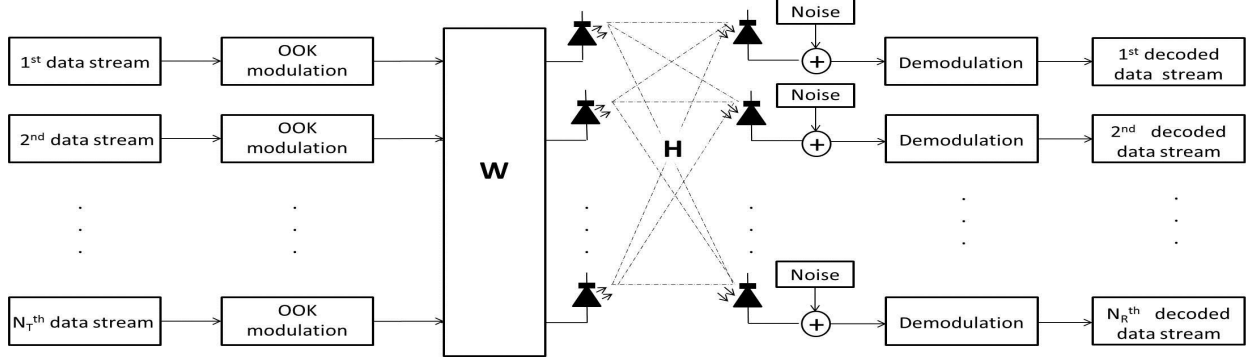 1st data stream
OOK
modulation
Noise
Demodulation
1st decoded
data stream
2nd data stream
OOK
modulation
W
H
Noise
Demodulation
2nd decoded
data stream
NTth data stream
OOK
modulation
Noise
Demodulation
NRth decoded
data stream